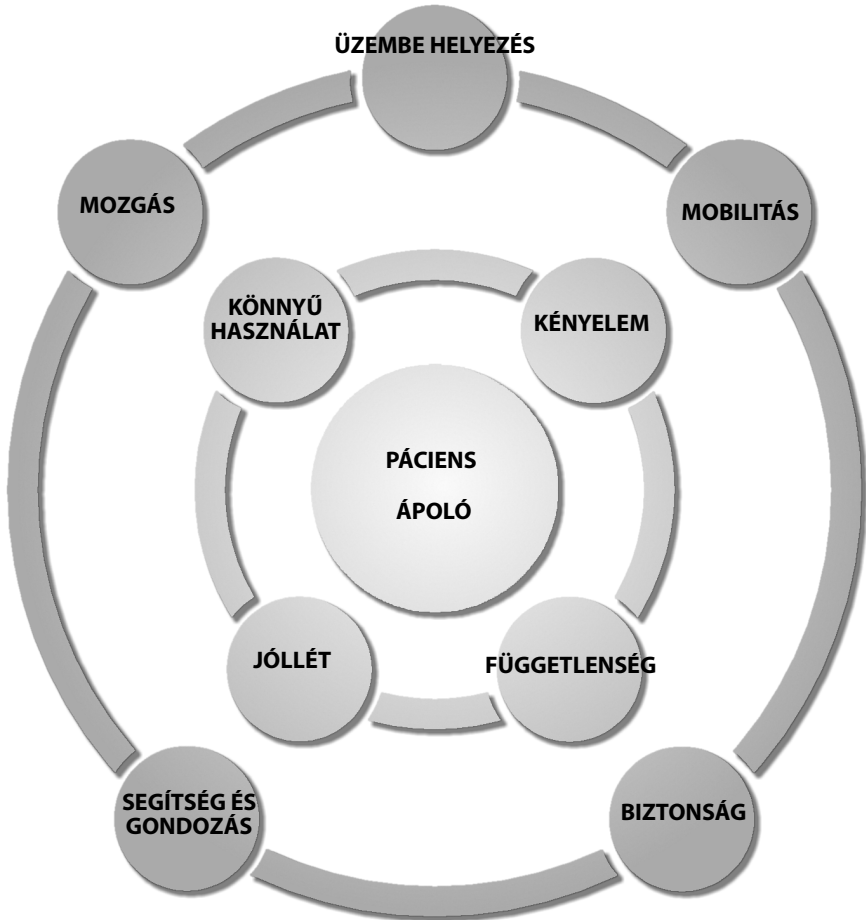 ÜZEMBE HELYEZÉS
MOZGÁS
MOBILITÁS
KÖNNYŰ
HASZNÁLAT
KÉNYELEM
PÁCIENS
ÁPOLÓ
JÓLLÉT
FÜGGETLENSÉG
SEGÍTSÉG ÉS
GONDOZÁS
BIZTONSÁG